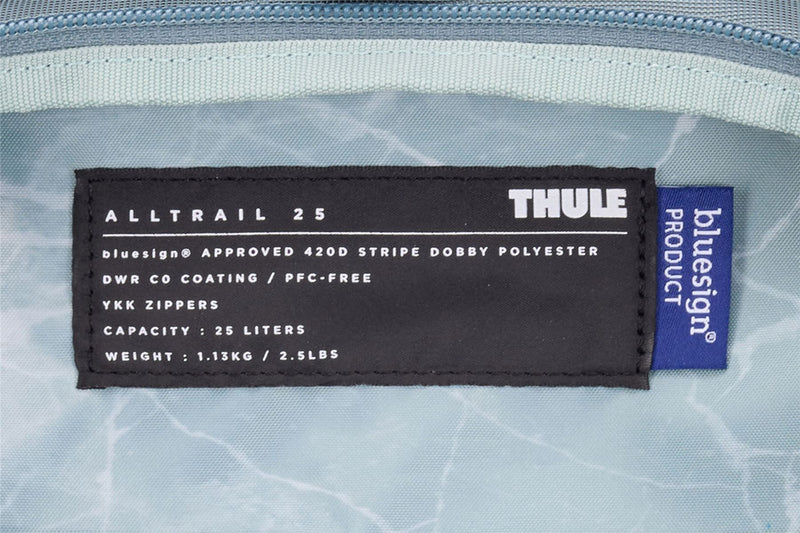 ALLTRAIL 25
THULE
bluesign® APPROVED 420D STRIPE DOBBY POLYESTER
DWR C0 COATING / PFC-FREE
YKK ZIPPERS
CAPACITY : 25 LITERS
WEIGHT : 1.13KG / 2.5LBS
bluesign®
PRODUCT